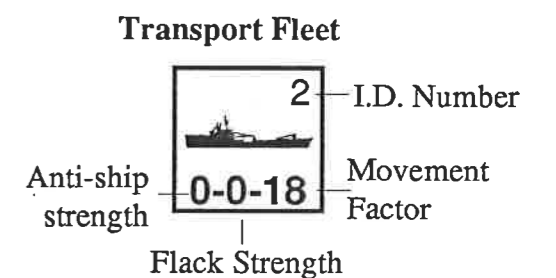 Transport Fleet
2
I.D. Number
Anti-ship
strength
0-0-18
Movement
Factor
Flack Strength